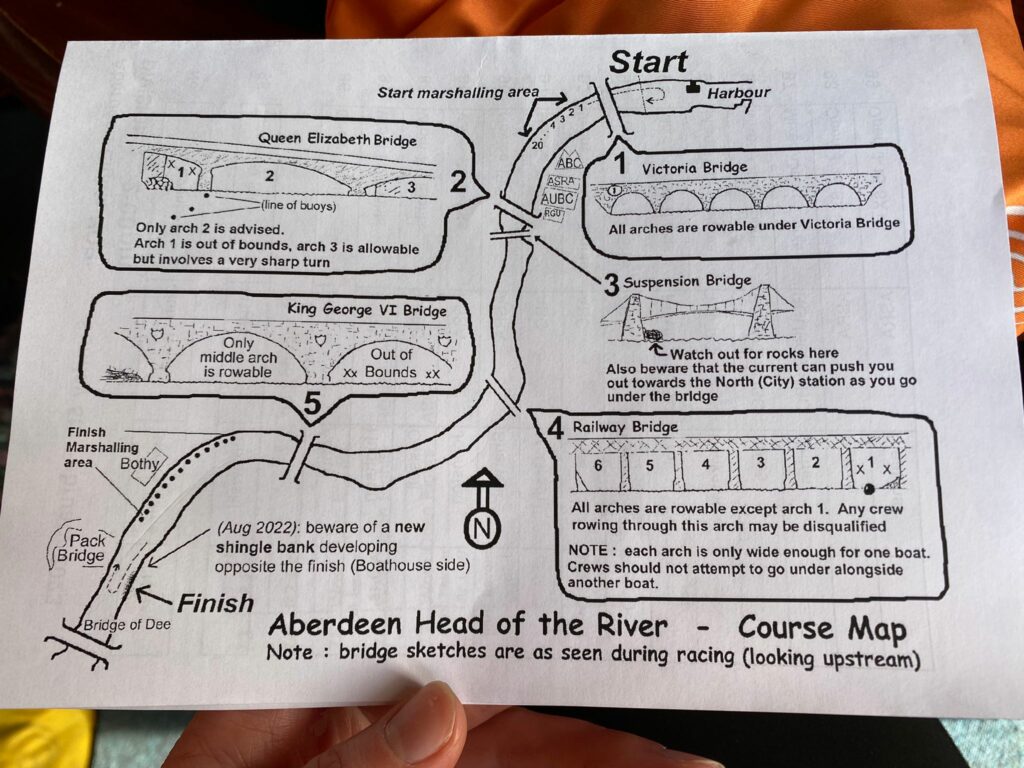 Start
Start marshalling area
Harbour
20 ... 4 3 2 1
ABC
ASRA
AUBC
RGU
1
Victoria Bridge
1
All arches are rowable under Victoria Bridge
Queen Elizabeth Bridge
x 1 x 2 3
(line of buoys)
Only arch 2 is advised.
Arch 1 is out of bounds, arch 3 is allowable
but involves a very sharp turn
2
3 Suspension Bridge
Watch out for rocks here
Also beware that the current can push you
out towards the North (City) station as you go
under the bridge
King George VI Bridge
Only
middle arch
is rowable
Out of
xx Bounds xx
5
4 Railway Bridge
6 5 4 3 2 x 1 x
All arches are rowable except arch 1. Any crew
rowing through this arch may be disqualified
NOTE : each arch is only wide enough for one boat.
Crews should not attempt to go under alongside
another boat.
Finish
Marshalling
area
Bothy
Pack
Bridge
N
(Aug 2022): beware of a new
shingle bank developing
opposite the finish (Boathouse side)
Finish
Bridge of Dee
Aberdeen Head of the River - Course Map
Note : bridge sketches are as seen during racing (looking upstream)